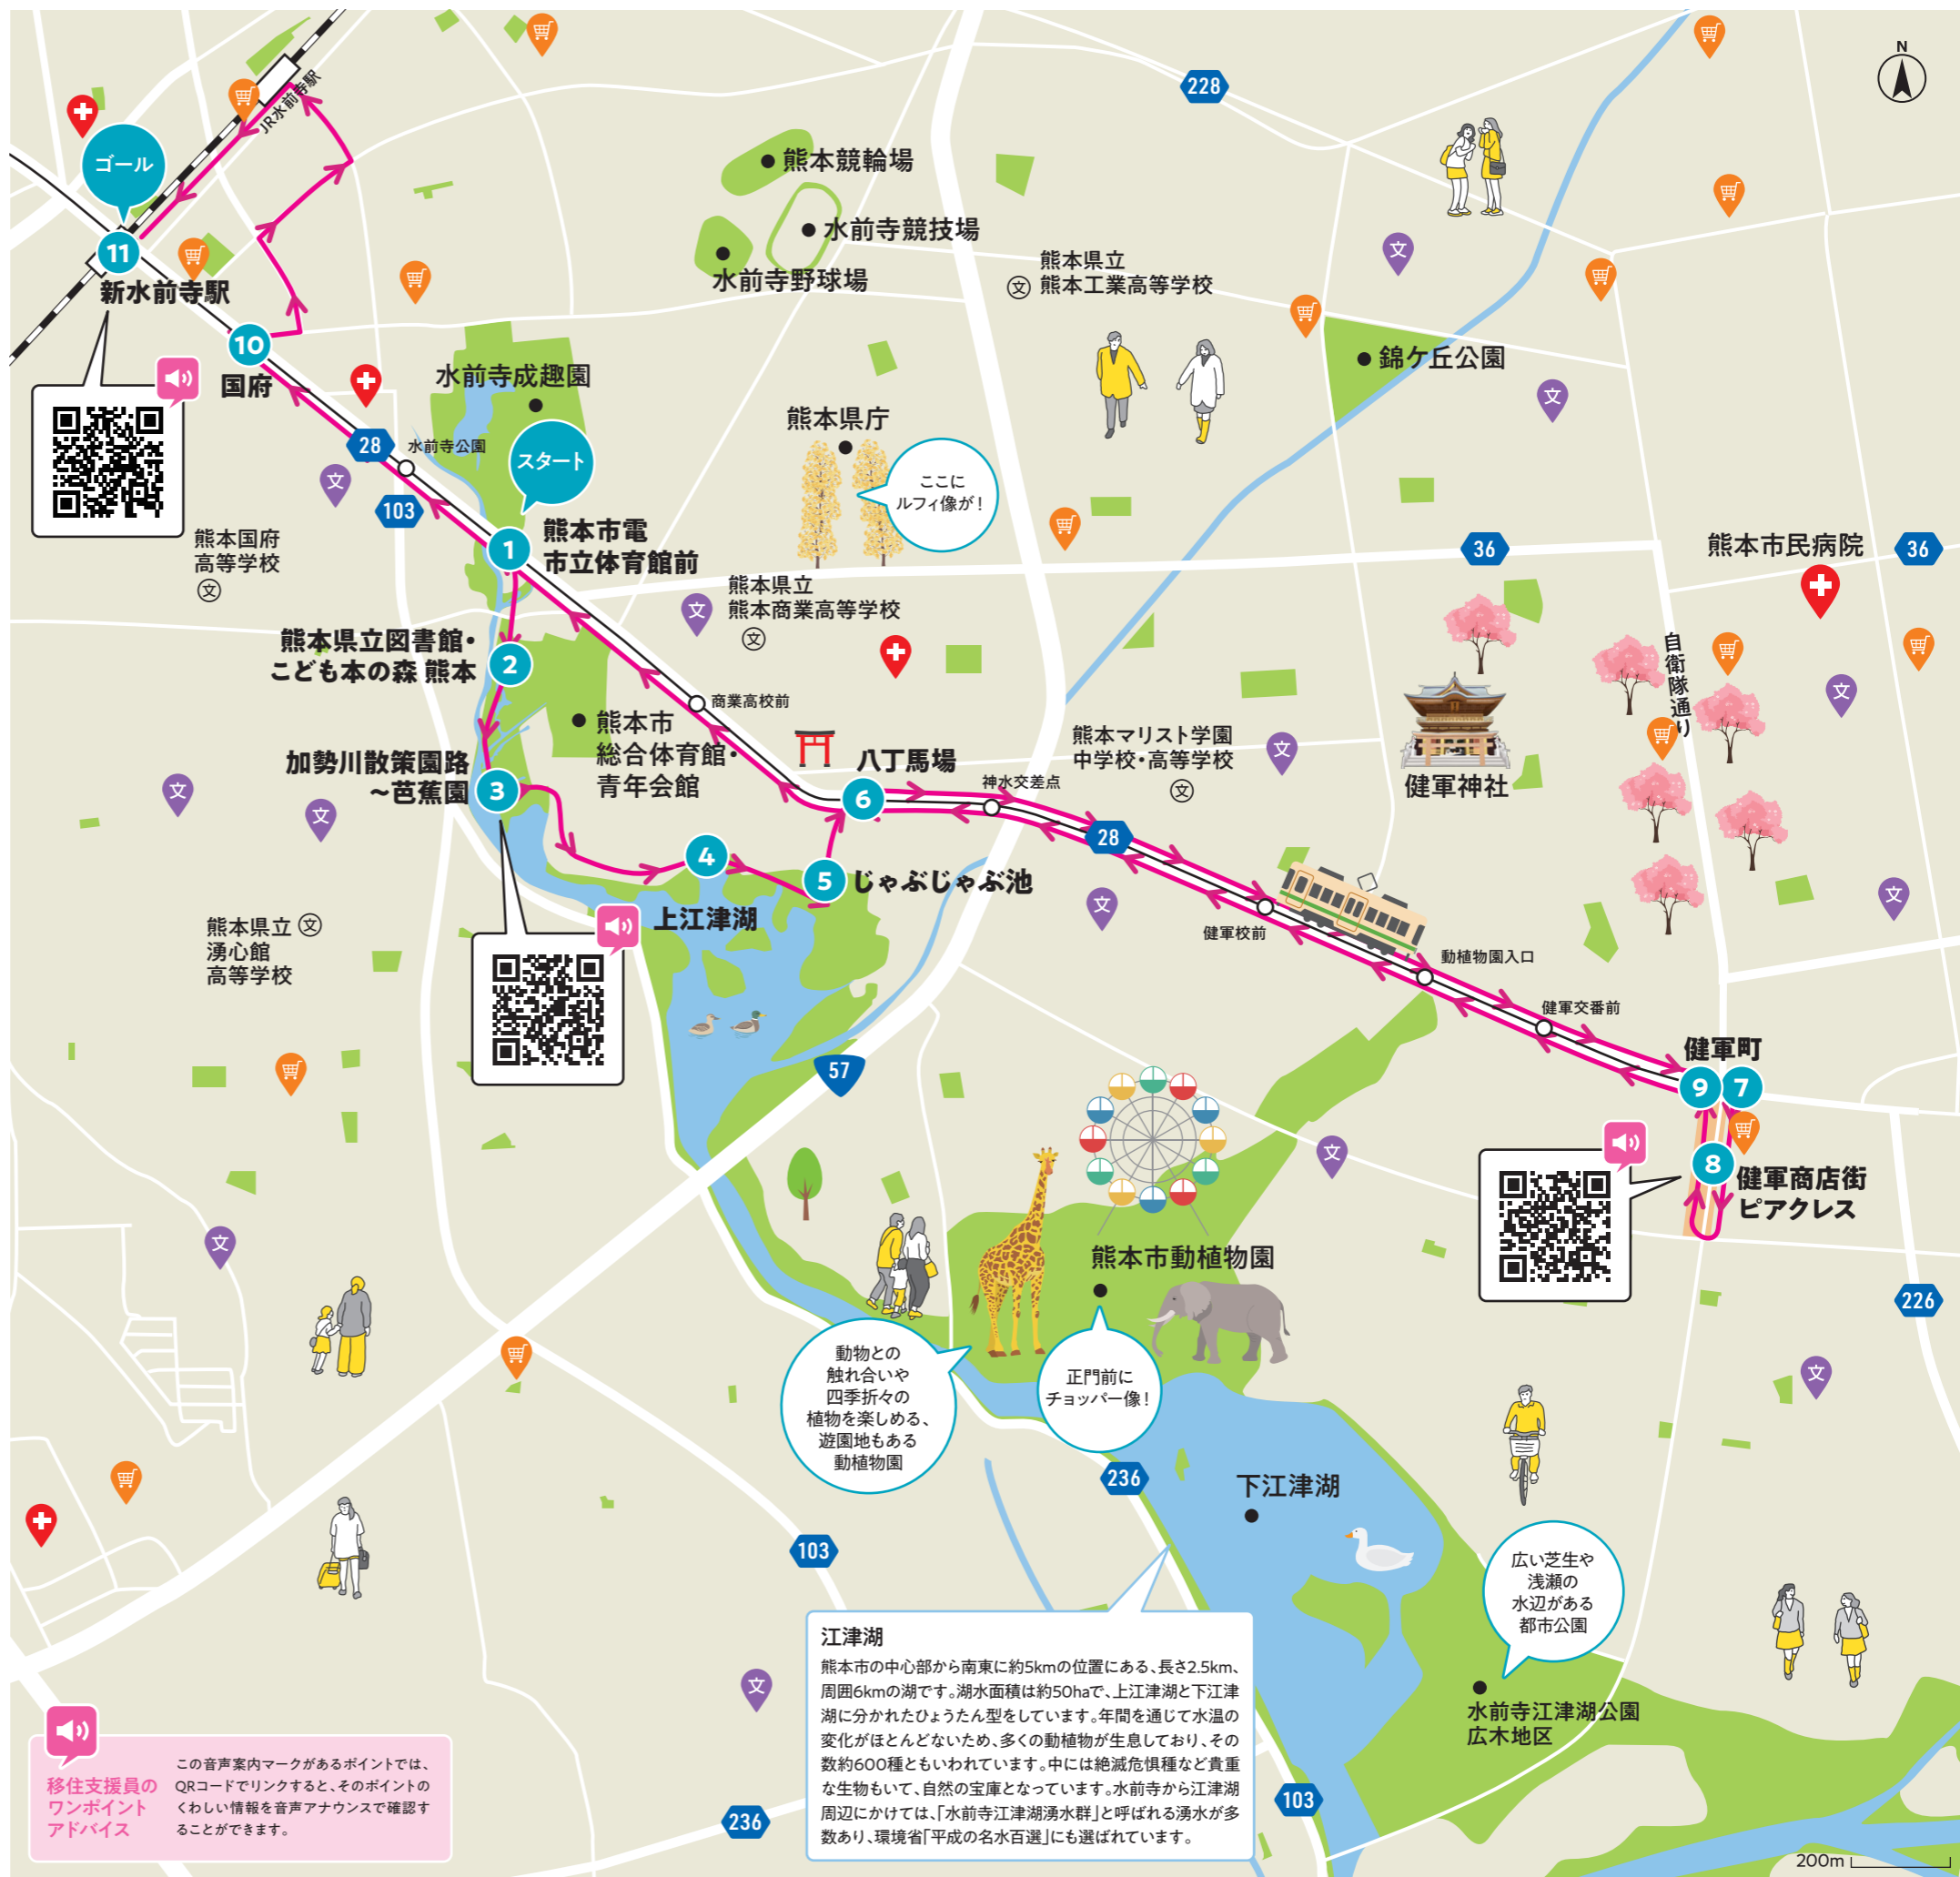 N
228
JR水前寺駅
ゴール
11
新水前寺駅
熊本競輪場
水前寺競技場
水前寺野球場
熊本県立
熊本工業高等学校
文
文
10
国府
水前寺成趣園
錦ケ丘公園
文
熊本県庁
ここに
ルフィ像が!
28
水前寺公園
スタート
文
103
1
熊本市電
市立体育館前
熊本国府
高等学校
文
36
熊本市民病院
36
熊本県立
熊本商業高等学校
文
文
熊本県立図書館・
こども本の森 熊本
2
自衛隊通り
文
熊本市
総合体育館・
青年会館
商業高校前
加勢川散策園路
～芭蕉園
3
八丁馬場
6
神水交差点
熊本マリスト学園
中学校・高等学校
文
文
健軍神社
文
文
28
4
上江津湖
5
じゃぶじゃぶ池
文
文
健軍校前
動植物園入口
健軍交番前
熊本県立
湧心館
高等学校
文
57
健軍町
9
7
8
健軍商店街
ピアクレス
文
文
熊本市動植物園
226
動物との
触れ合いや
四季折々の
植物を楽しめる、
遊園地もある
動植物園
正門前に
チョッパー像!
文
236
下江津湖
103
広い芝生や
浅瀬の
水辺がある
都市公園
水前寺江津湖公園
広木地区
文
江津湖
熊本市の中心部から南東に約5kmの位置にある、長さ2.5km、
周囲6kmの湖です。湖水面積は約50haで、上江津湖と下江津
湖に分かれたひょうたん型をしています。年間を通じて水温の
変化がほとんどないため、多くの動植物が生息しており、その
数約600種ともいわれています。中には絶滅危惧種など貴重
な生物もいて、自然の宝庫となっています。水前寺から江津湖
周辺にかけては、「水前寺江津湖湧水群」と呼ばれる湧水が多
数あり、環境省「平成の名水百選」にも選ばれています。
103
236
移住支援員の
ワンポイント
アドバイス
この音声案内マークがあるポイントでは、
QRコードでリンクすると、そのポイントの
くわしい情報を音声アナウンスで確認す
ることができます。
200m